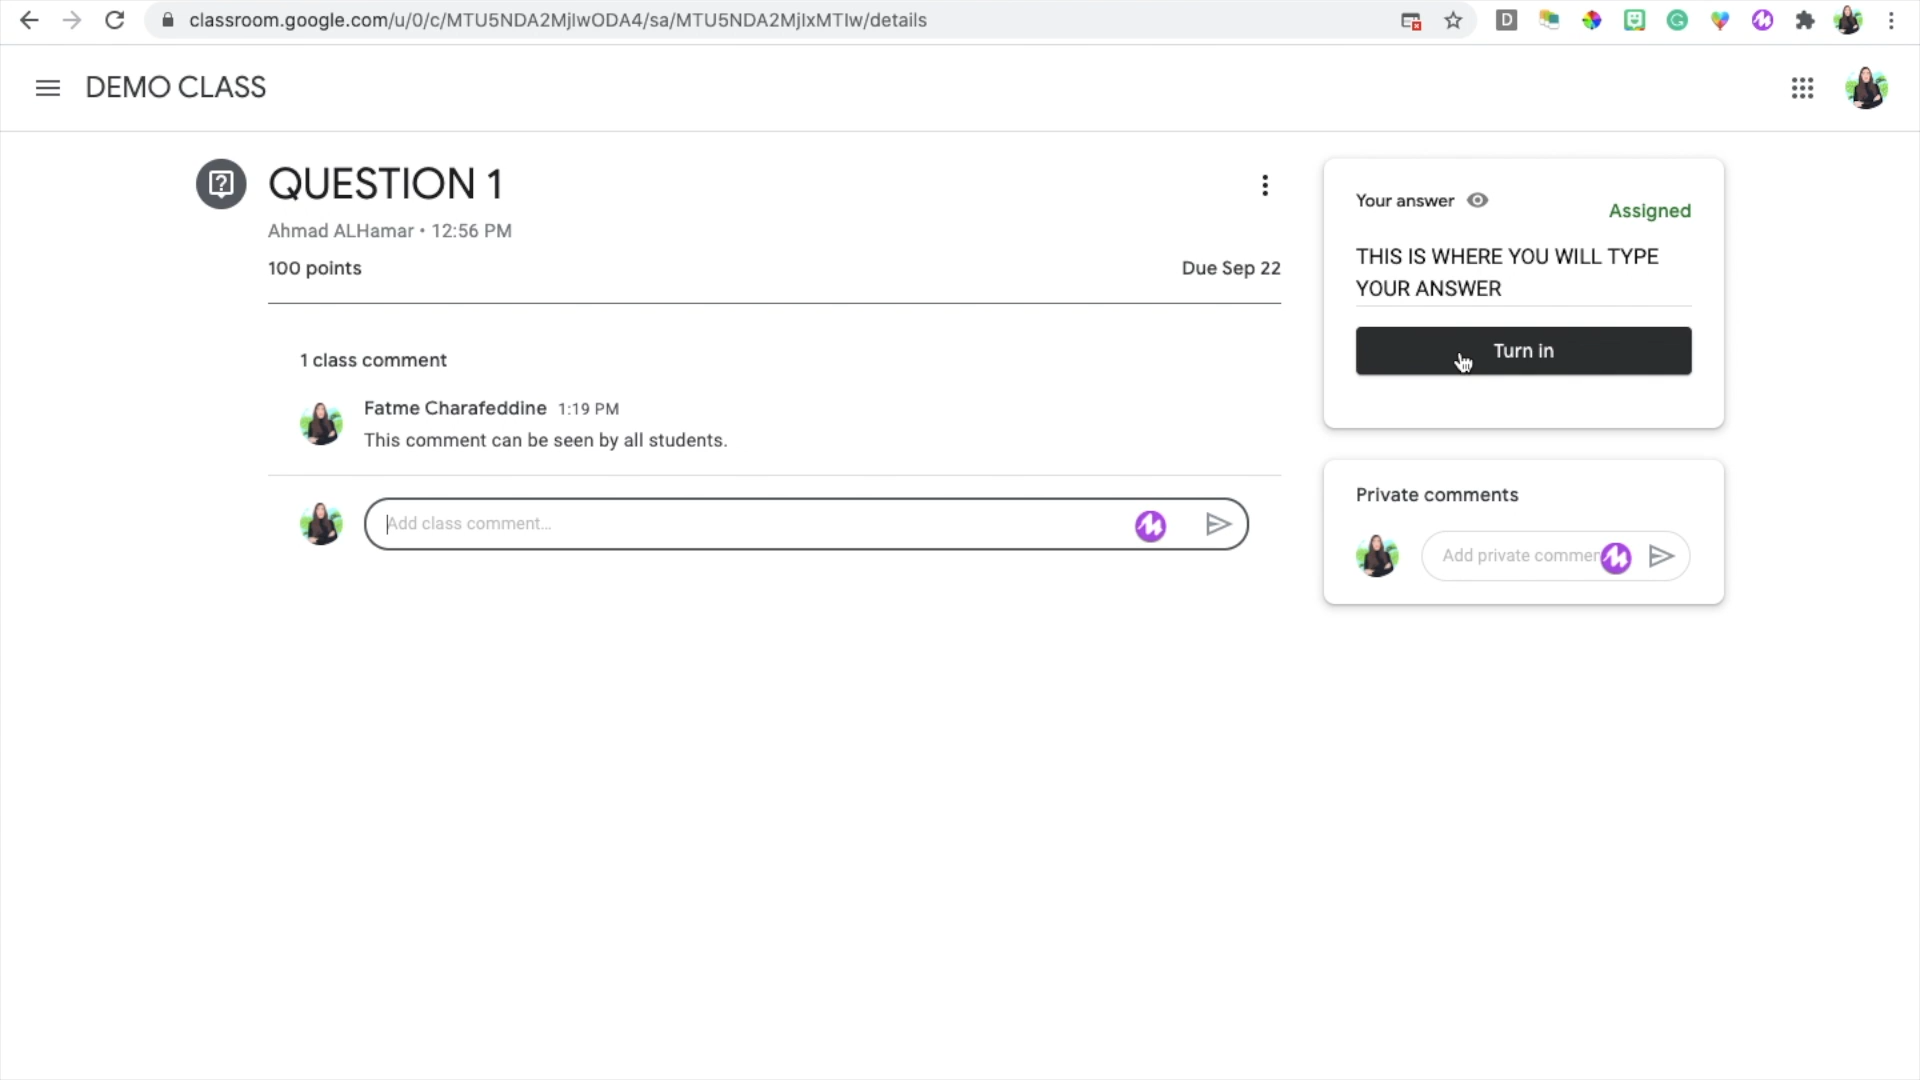 classroom.google.com/u/0/c/MTU5NDA2MjIwODA4/sa/MTU5NDA2MjIxMTIw/details
DEMO CLASS
QUESTION 1
Ahmad ALHamar • 12:56 PM
100 points
Due Sep 22
1 class comment
Fatme Charafeddine 1:19 PM
This comment can be seen by all students.
Add class comment…
Your answer
Assigned
THIS IS WHERE YOU WILL TYPE
YOUR ANSWER
Turn in
Private comments
Add private commen